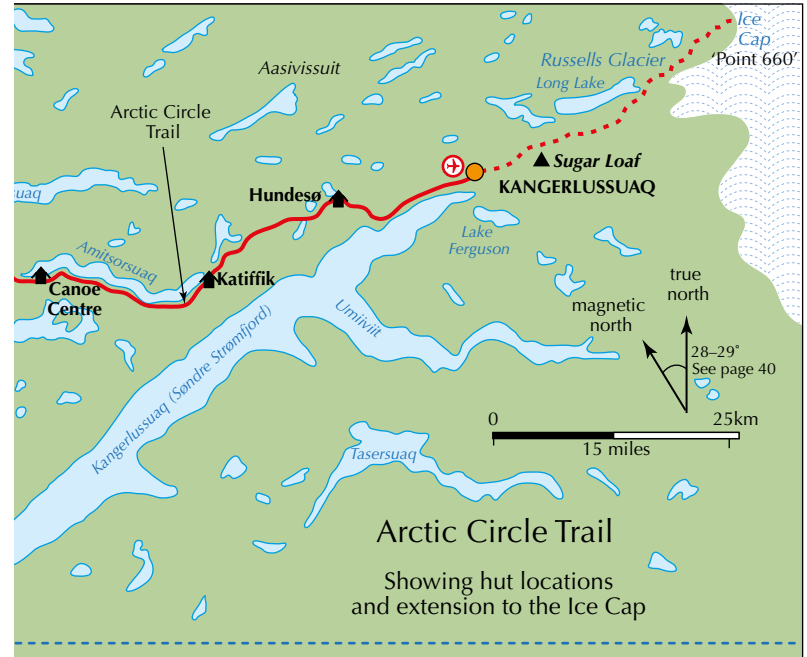 Ice
Cap
'Point 660'
Russells Glacier
Long Lake
Aasivissuit
Arctic Circle
Trail
Sugar Loaf
KANGERLUSSUAQ
Hundesø
uaq
Lake
Ferguson
Amitsorsuaq
Katiffik
Canoe
Centre
Umiiviit
Kangerlussuaq (Søndre Strømfjord)
true
north
magnetic
north
28–29°
See page 40
0
25km
15 miles
Tasersuaq
Arctic Circle Trail
Showing hut locations
and extension to the Ice Cap